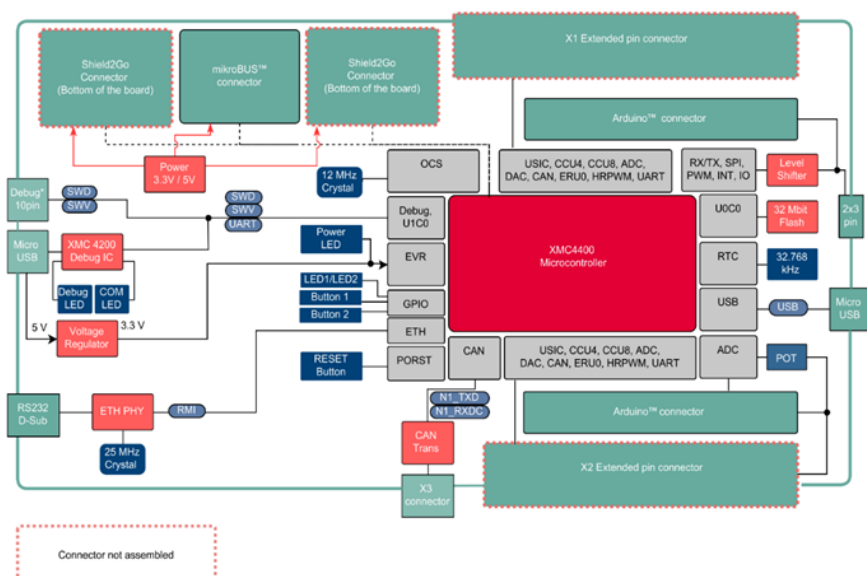 X1 Extended pin connector
Shield2Go
Connector
(Bottom of the board)
mikroBUS™
connector
Shield2Go
Connector
(Bottom of the board)
Arduino™ connector
Power
3.3V / 5V
12 MHz
Crystal
OCS
USIC, CCU4, CCU8, ADC,
DAC, CAN, ERU0, HRPWM, UART
RX/TX, SPI,
PWM, INT, IO
Level
Shifter
Debug*
10pin
SWD
SWV
SWD
SWV
UART
Debug,
U1C0
U0C0
32 Mbit
Flash
2x3
pin
Micro
USB
XMC 4200
Debug IC
Power
LED
EVR
XMC4400
Microcontroller
RTC
32.768
kHz
Debug
LED
COM
LED
LED1/LED2
Button 1
Button 2
GPIO
USB
USB
Micro
USB
5 V
Voltage
Regulator
3.3 V
ETH
RESET
Button
PORST
CAN
USIC, CCU4, CCU8, ADC,
DAC, CAN, ERU0, HRPWM, UART
ADC
POT
RS232
D-Sub
ETH PHY
RMI
N1_TXD
N1_RXDC
Arduino™ connector
25 MHz
Crystal
CAN
Trans
X2 Extended pin connector
X3
connector
Connector not assembled